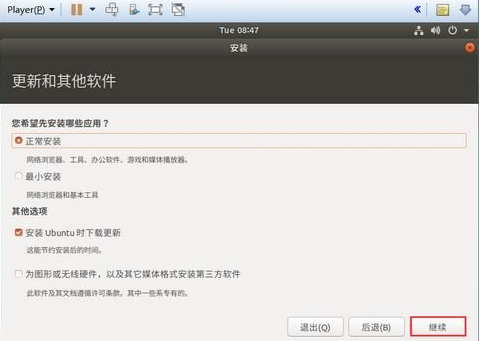 Player(P)
Tue 08:47
安装
更新和其他软件
您希望先安装哪些应用？
正常安装
网络浏览器、工具、办公软件、游戏和媒体播放器。
最小安装
网络浏览器和基本工具
其他选项
安装 Ubuntu 时下载更新
这能节约安装后的时间。
为图形或无线硬件，以及其它媒体格式安装第三方软件
此软件及其文档遵循许可条款。其中一些系专有的。
退出(Q) 后退(B) 继续